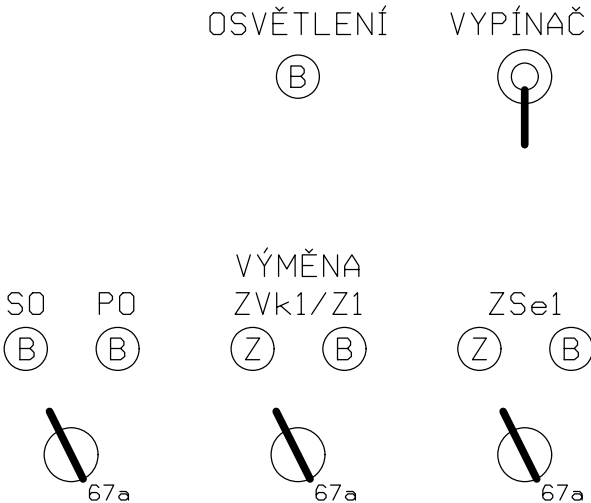 OSVĚTLENÍ VYPÍNAČ
B
VÝMĚNA
SO PO ZVk1/Z1 ZSe1
B B Z B Z B
67a 67a 67a